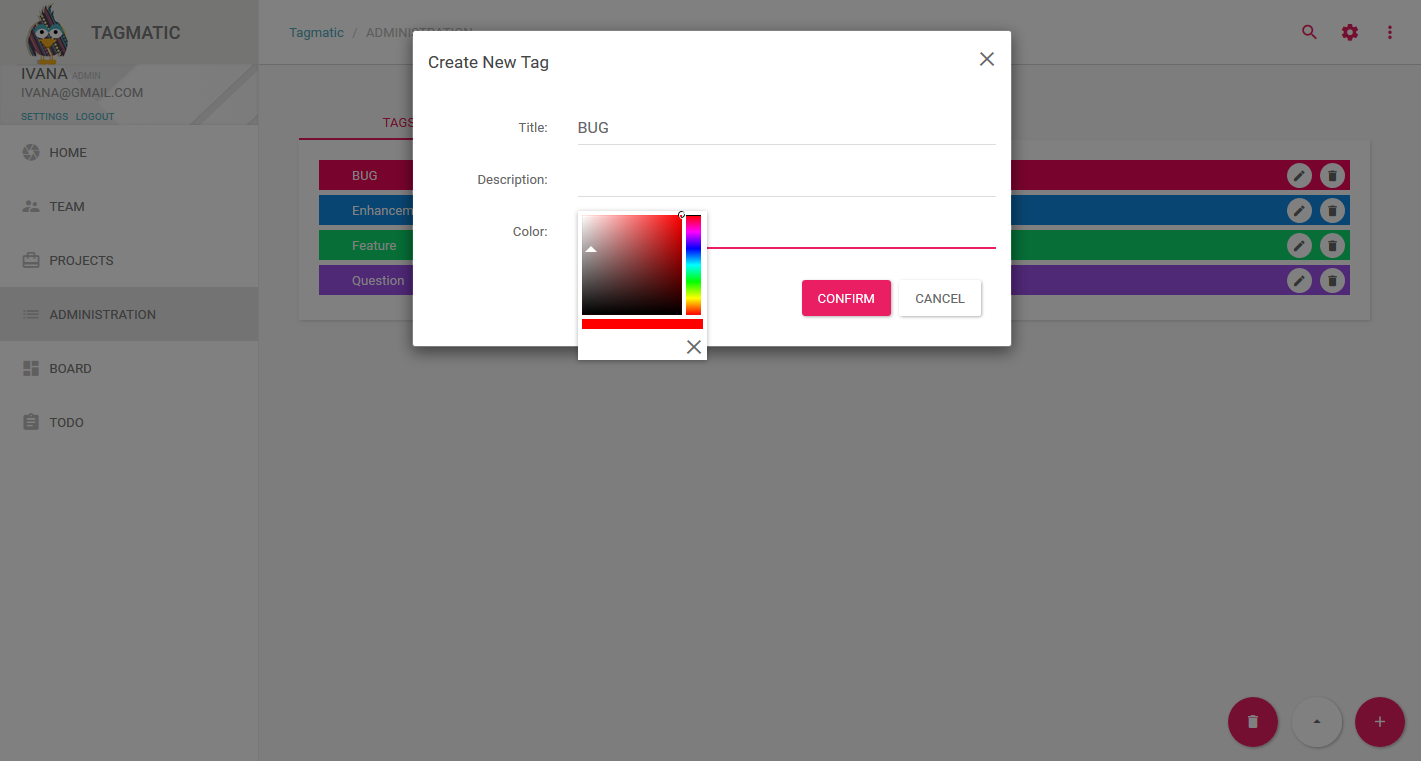 TAGMATIC
IVANA ADMIN
IVANA@GMAIL.COM
SETTINGS LOGOUT
HOME
TEAM
PROJECTS
ADMINISTRATION
BOARD
TODO
Tagmatic / ADMINISTRATION
Create New Tag
Title: BUG
Description:
Color:
CONFIRM CANCEL
TAGS
BUG
Enhancem
Feature
Question